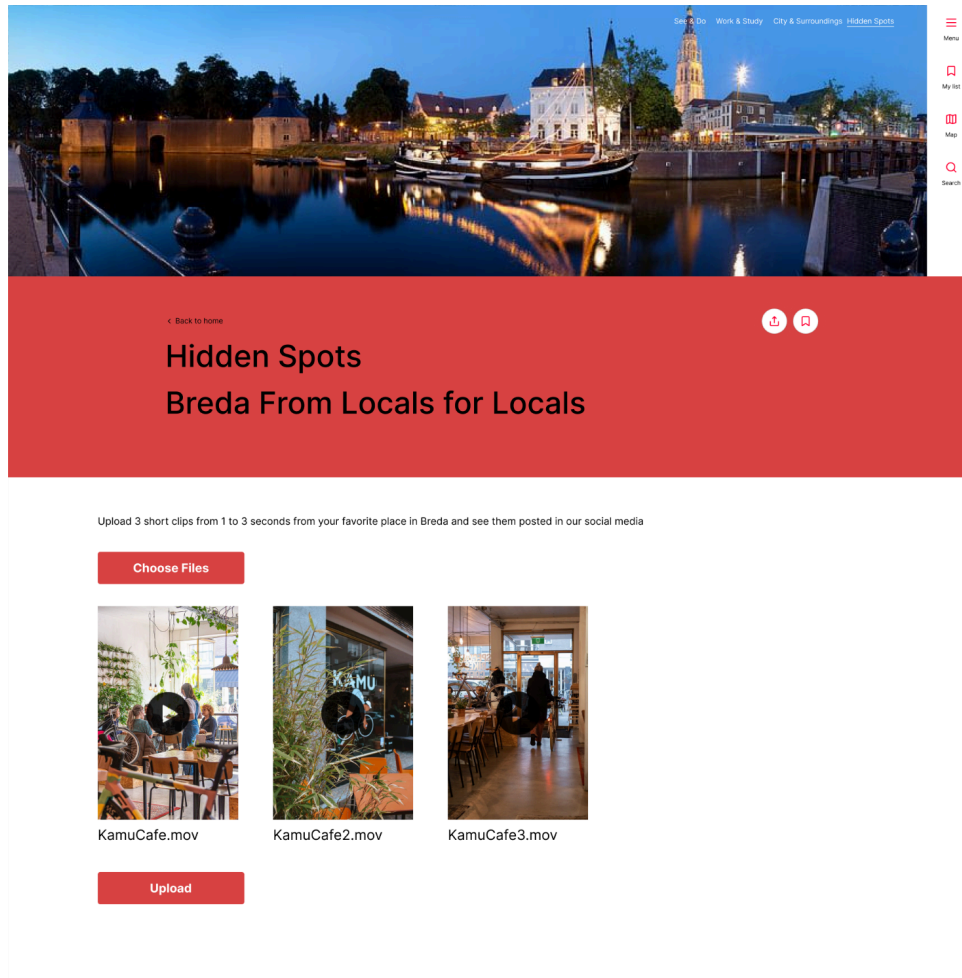 See & Do Work & Study City & Surroundings Hidden Spots
Menu
My list
Map
Search
Back to home
Hidden Spots
Breda From Locals for Locals
Upload 3 short clips from 1 to 3 seconds from your favorite place in Breda and see them posted in our social media
Choose Files
KAMU
KamuCafe.mov KamuCafe2.mov KamuCafe3.mov
Upload